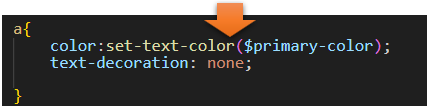 a{
color:set-text-color($primary-color);
text-decoration: none;
}